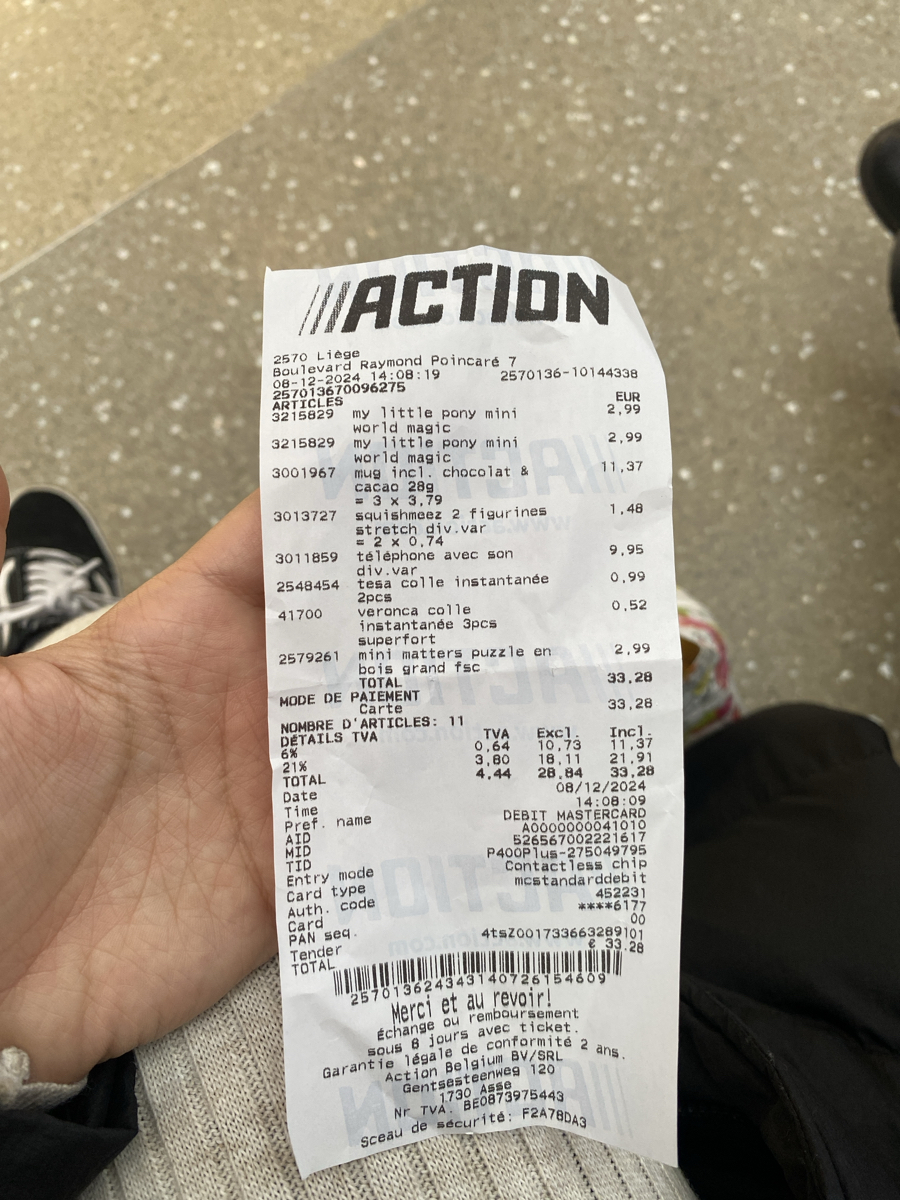 ACTION
2570 Liège
Boulevard Raymond Poincaré 7
08-12-2024 14:08:19 2570136-10144338
257013670096275
ARTICLES EUR
3215829 my little pony mini 2,99
world magic
3215829 my little pony mini 2,99
world magic
3001967 mug incl. chocolat & 11,37
cacao 28g
= 3 x 3,79
3013727 squishmeez 2 figurines 1,48
stretch div.var
= 2 x 0,74
3011859 téléphone avec son 9,95
div.var
2548454 tesa colle instantanée 0,99
2pcs
41700 veronca colle 0,52
instantanée 3pcs
superfort
2579261 mini matters puzzle en 2,99
bois grand fsc
TOTAL 33,28
MODE DE PAIEMENT
Carte 33,28
NOMBRE D'ARTICLES: 11
DÉTAILS TVA TVA Excl. Incl.
6% 0,64 10,73 11,37
21% 3,80 18,11 21,91
TOTAL 4,44 28,84 33,28
Date 08/12/2024
Time 14:08:09
Pref. name DEBIT MASTERCARD
AID A0000000041010
MID 526567002221617
TID P400Plus-275049795
Entry mode Contactless chip
Card type mcstandarddebit
Auth. code 452231
Card ****6177
PAN seq. 00
Tender 4tsZ001733663289101
TOTAL € 33.28
257013624343140726154609
Merci et au revoir!
Échange ou remboursement
sous 8 jours avec ticket.
Garantie légale de conformité 2 ans.
Action Belgium BV/SRL
Gentsesteenweg 120
1730 Asse
Nr TVA. BE0873975443
Sceau de sécurité: F2A78DA3